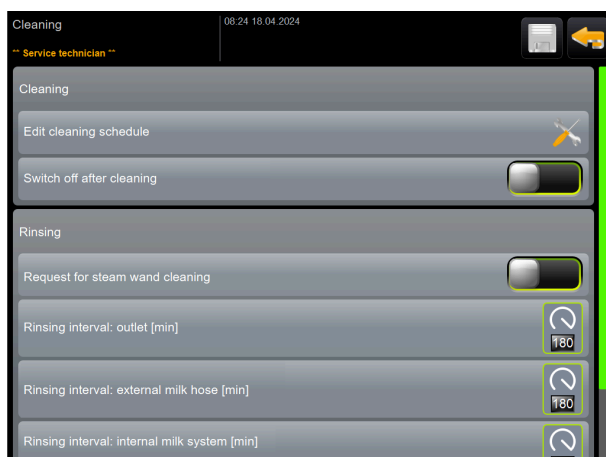 Cleaning
08:24 18.04.2024
** Service technician **
Cleaning
Edit cleaning schedule
Switch off after cleaning
Rinsing
Request for steam wand cleaning
Rinsing interval: outlet [min]
180
Rinsing interval: external milk hose [min]
180
Rinsing interval: internal milk system [min]